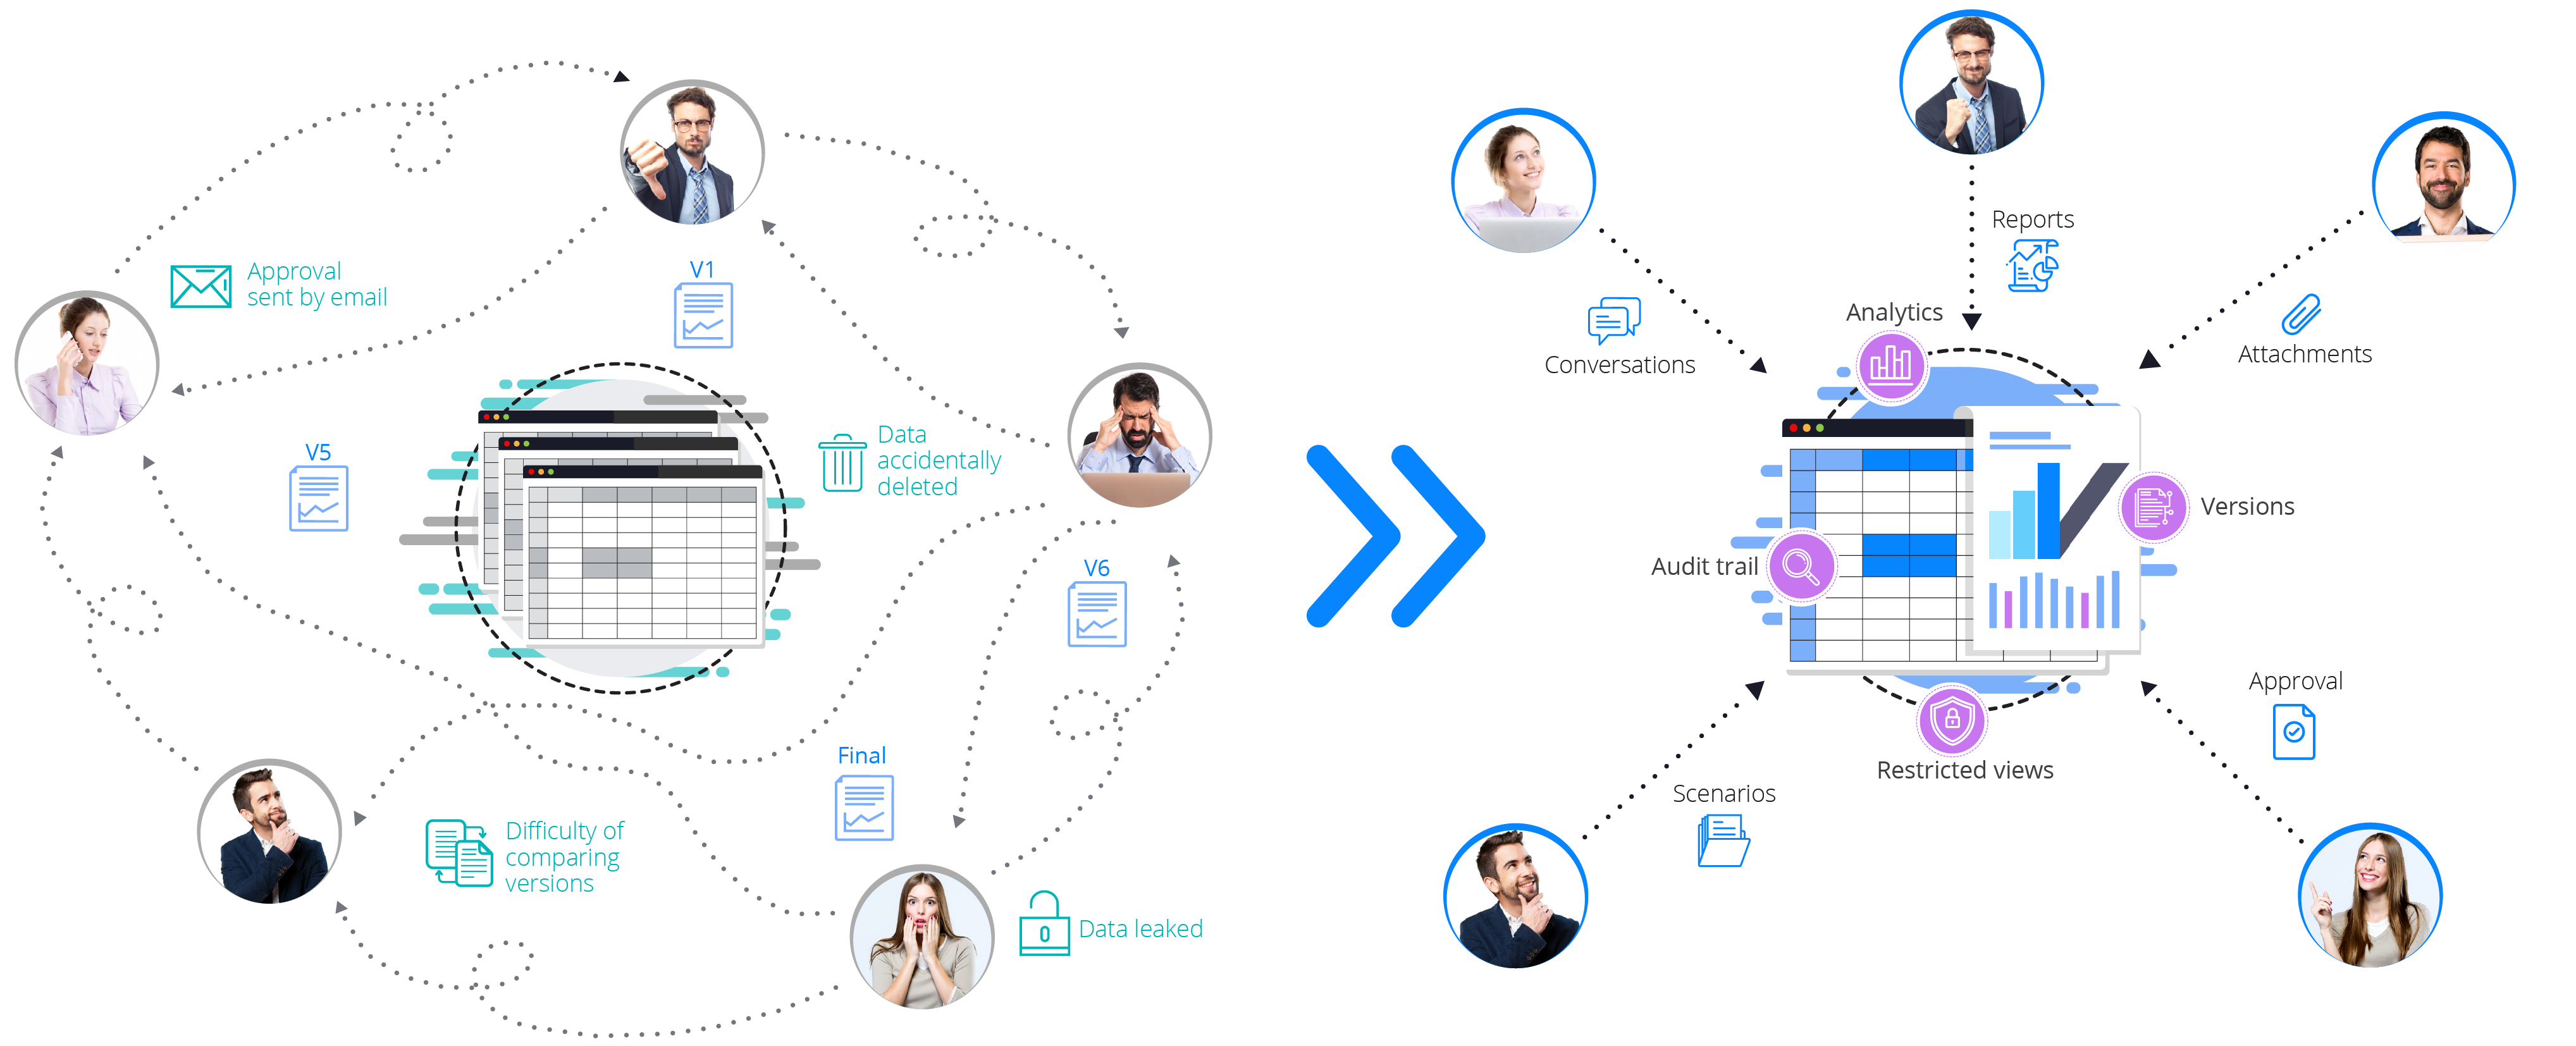 Approval
sent by email
V1
V5
Data
accidentally
deleted
V6
Final
Difficulty of
comparing
versions
Data leaked
Reports
Analytics
Conversations
Attachments
Versions
Audit trail
Approval
Restricted views
Scenarios